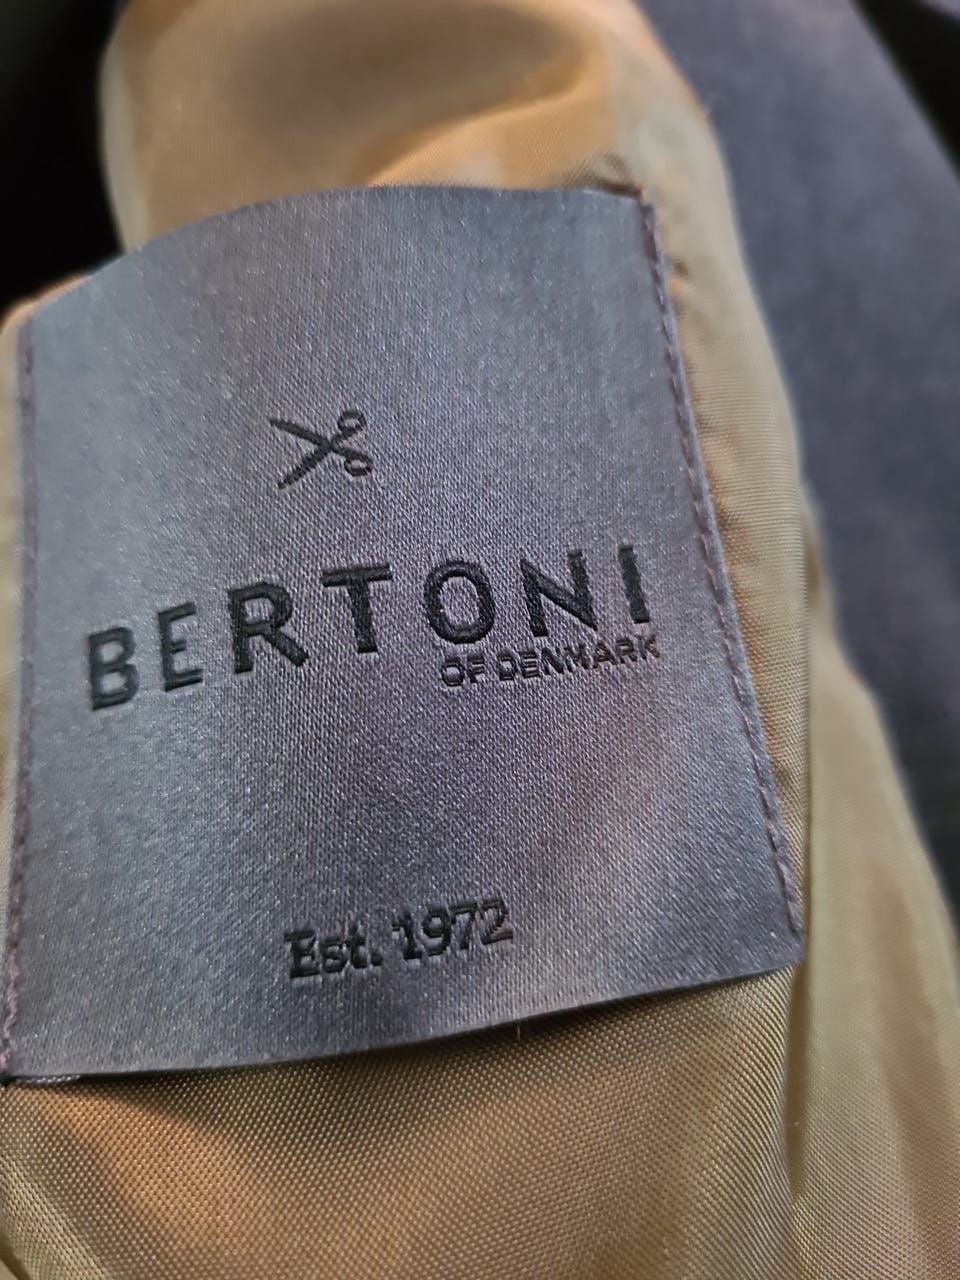 BERTONI
OF DENMARK
Est. 1972